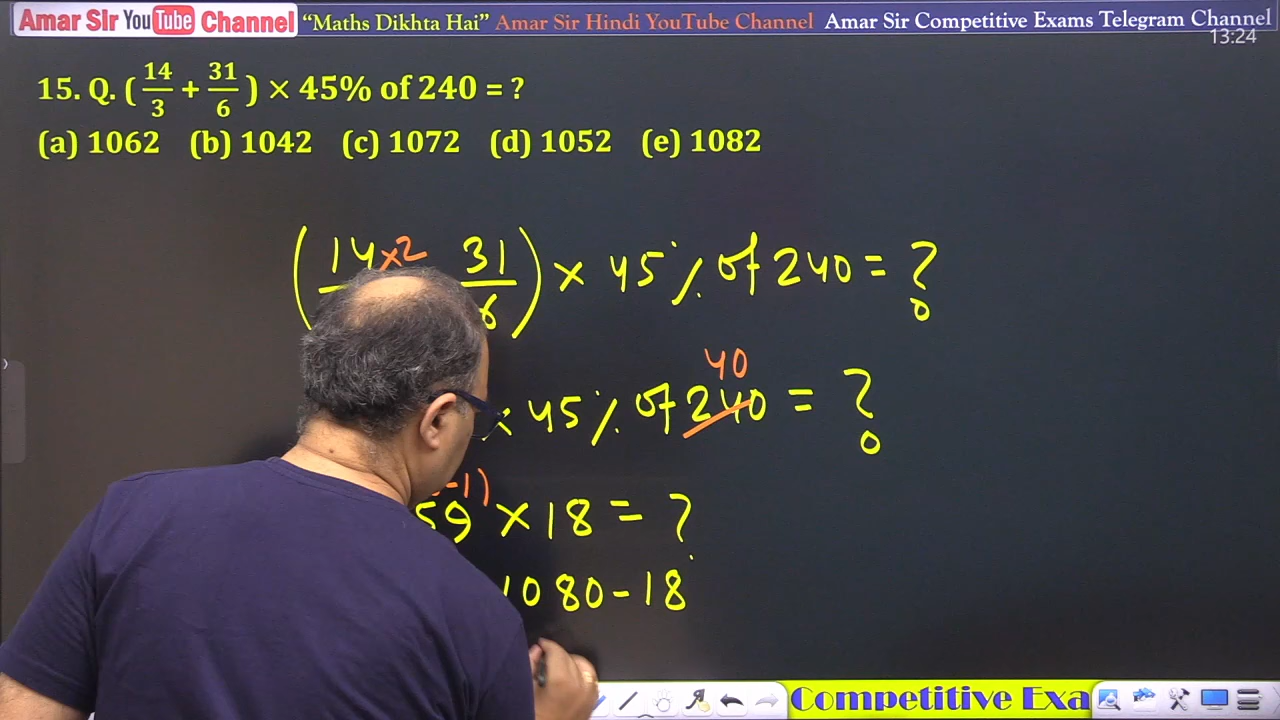 Amar Sir YouTube Channel "Maths Dikhta Hai" Amar Sir Hindi YouTube Channel Amar Sir Competitive Exams Telegram Channel
13:24
15. Q. (14/3 + 31/6) × 45% of 240 = ?
(a) 1062 (b) 1042 (c) 1072 (d) 1052 (e) 1082
(14×2 31/6) × 45% of 240 = ?
40
× 45% of 240 = ?
-1)
59 × 18 = ?
1080-18
Competitive Exa